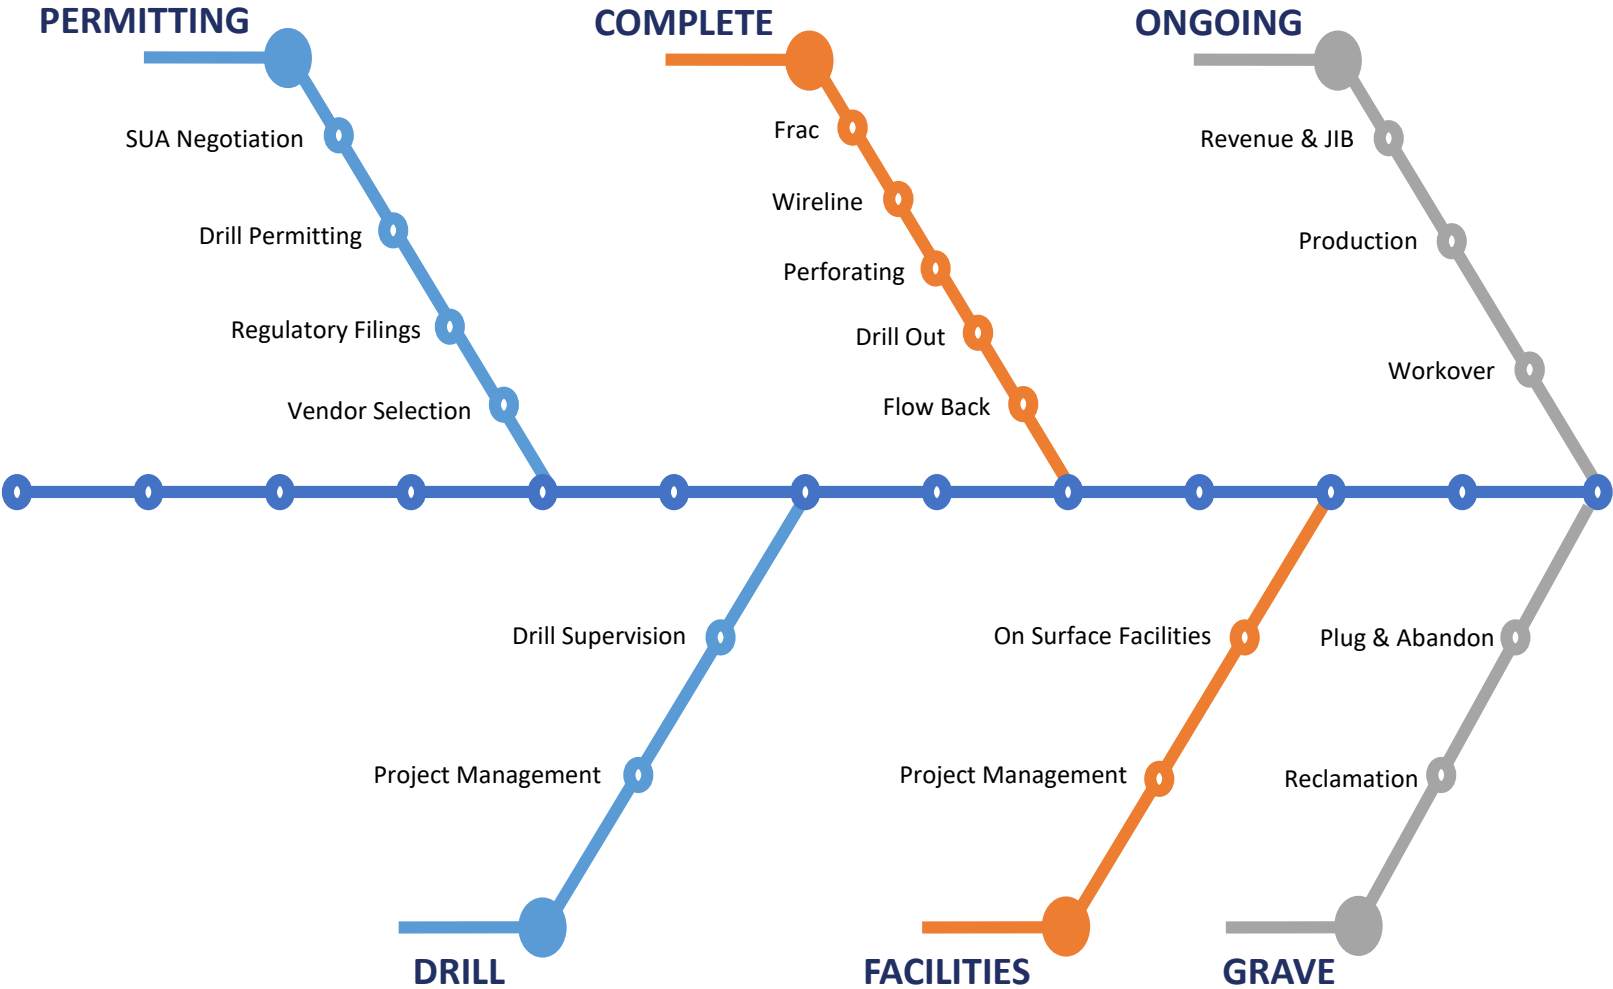 PERMITTING
SUA Negotiation
Drill Permitting
Regulatory Filings
Vendor Selection
COMPLETE
Frac
Wireline
Perforating
Drill Out
Flow Back
ONGOING
Revenue & JIB
Production
Workover
Drill Supervision
Project Management
DRILL
On Surface Facilities
Project Management
FACILITIES
Plug & Abandon
Reclamation
GRAVE